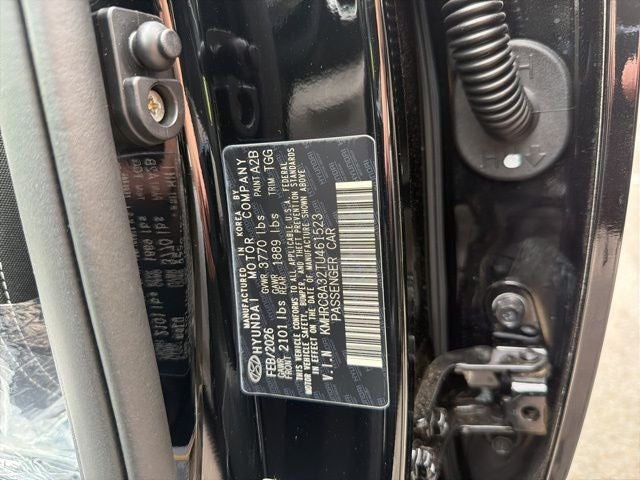 MANUFACTURED IN KOREA BY
HYUNDAI MOTOR COMPANY
FEB/2026 GVWR 3770 lbs PAINT A2B
GAWR FRONT 2101 lbs GAWR REAR 1889 lbs TRIM TGG
THIS VEHICLE CONFORMS TO ALL APPLICABLE U.S.A. FEDERAL
MOTOR VEHICLE SAFETY AND THEFT PREVENTION STANDARDS
IN EFFECT ON THE DATE OF MANUFACTURE SHOWN ABOVE.
V.I.N KMHRC8A32TU461523
PASSENGER CAR
H
H